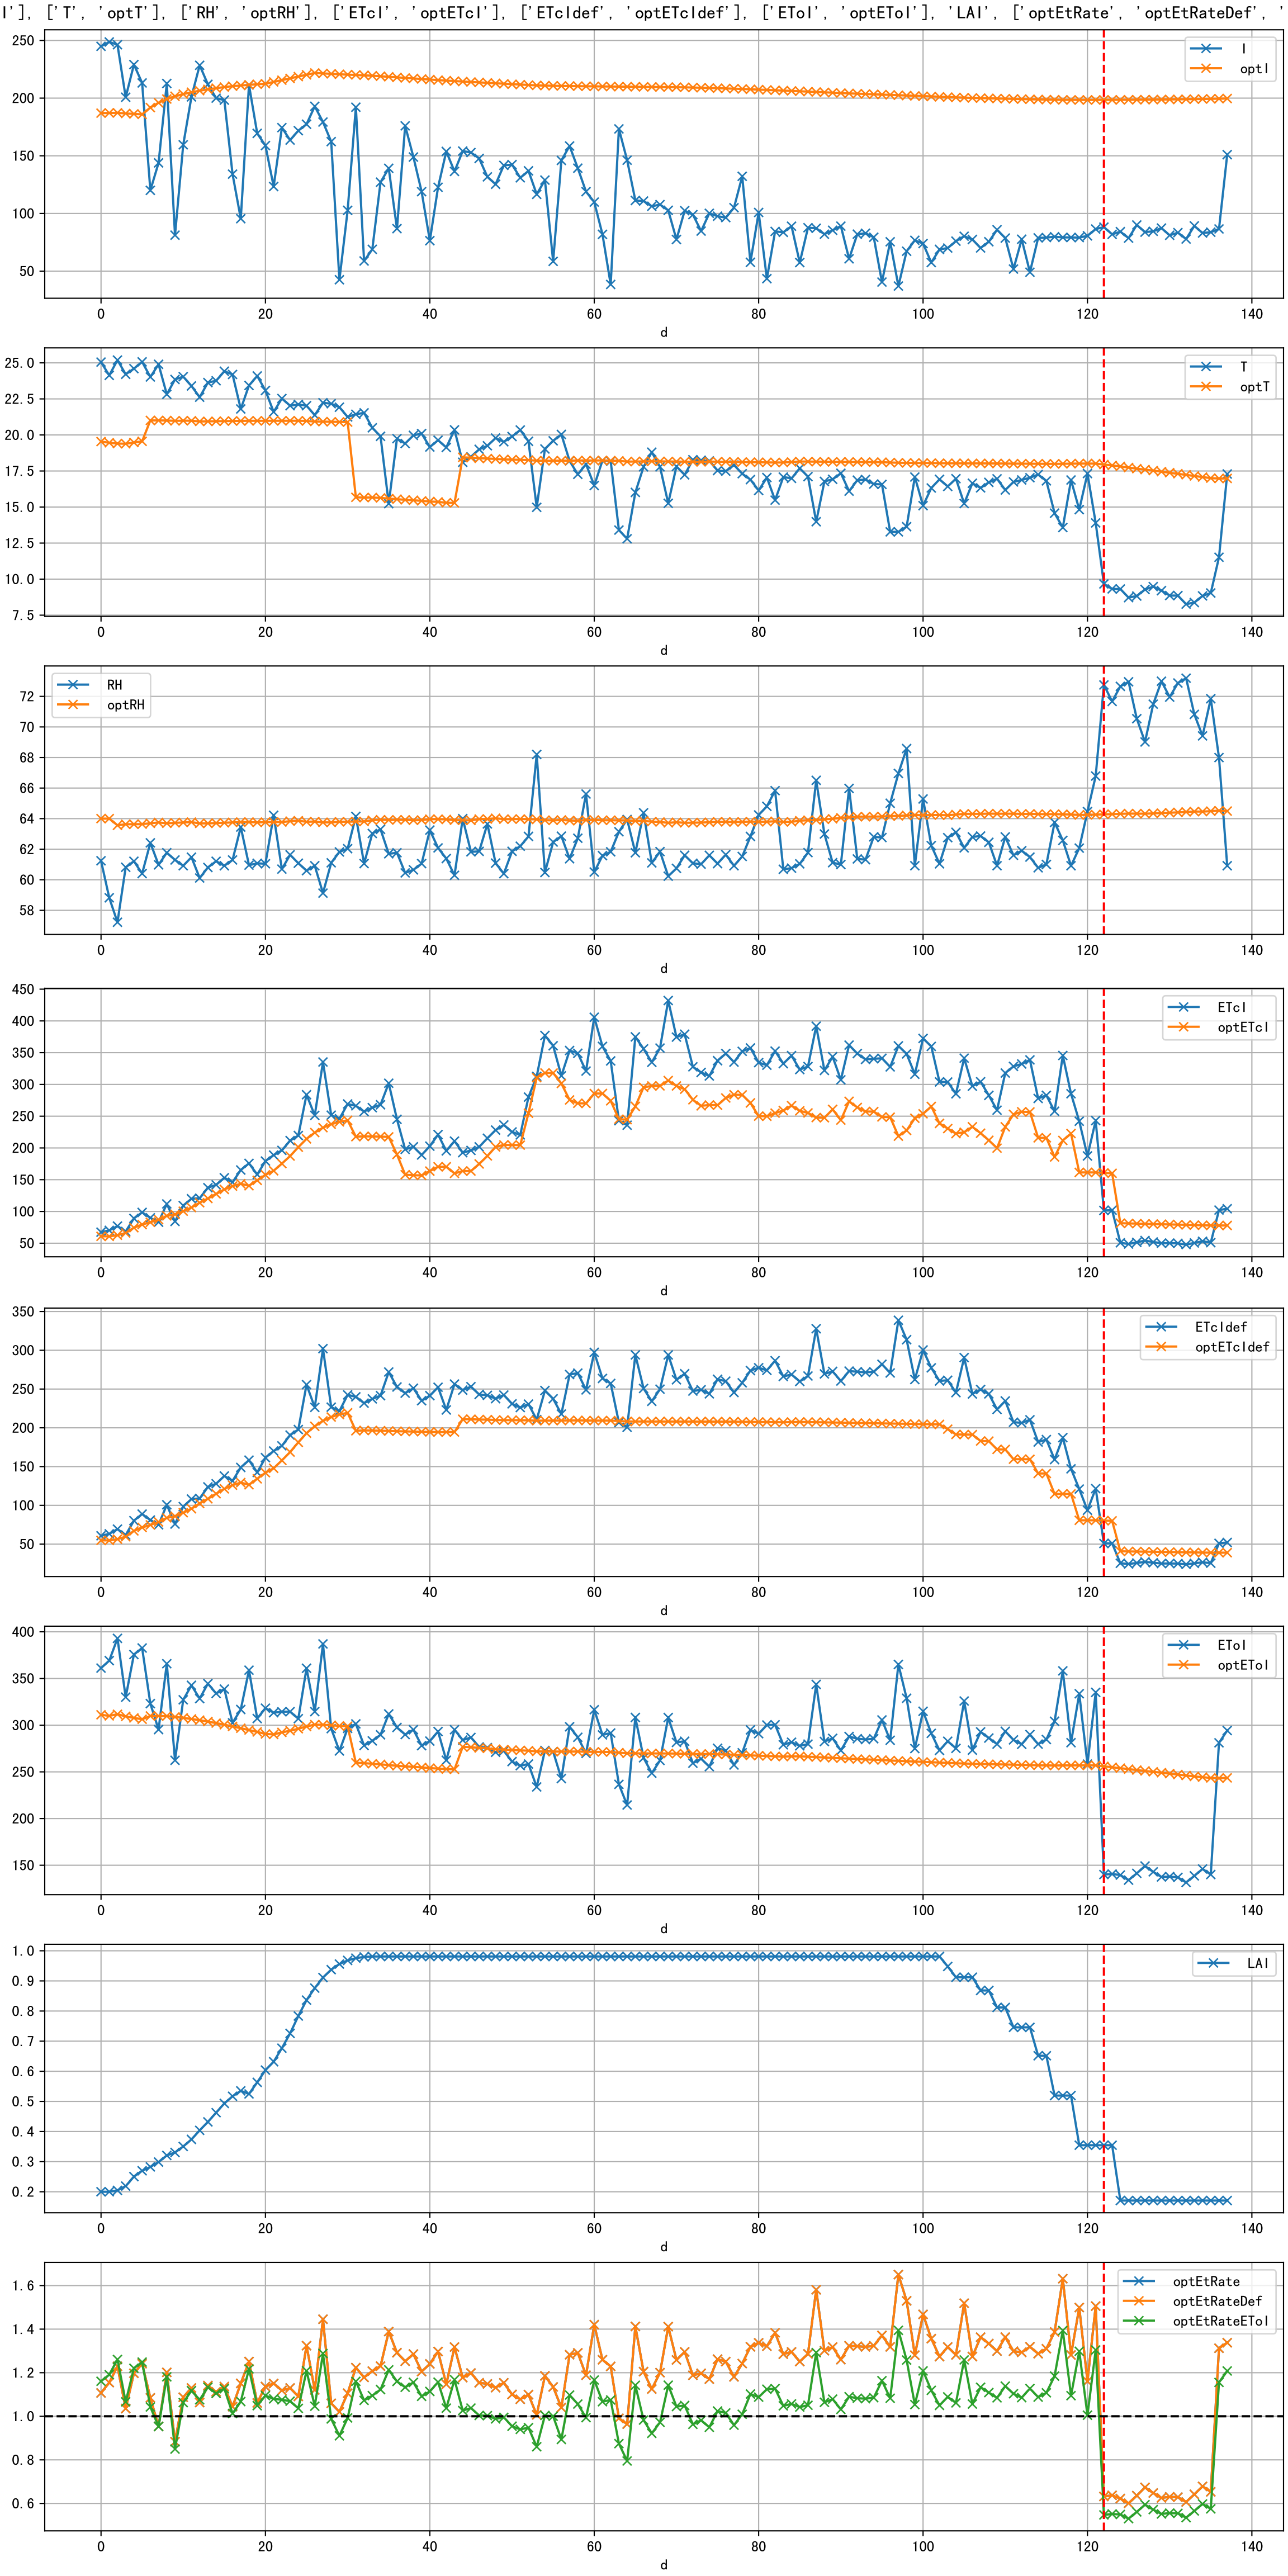 I'], ['T', 'optT'], ['RH', 'optRH'], ['ETcI', 'optETcI'], ['ETcIdef', 'optETcIdef'], ['EToI', 'optEToI'], 'LAI', ['optEtRate', 'optEtRateDef', '
250
200
150
100
50
I
optI
0 20 40 60 80 100 120 140
d
25.0
22.5
20.0
17.5
15.0
12.5
10.0
7.5
T
optT
0 20 40 60 80 100 120 140
d
72
70
68
66
64
62
60
58
RH
optRH
0 20 40 60 80 100 120 140
d
450
400
350
300
250
200
150
100
50
ETcI
optETcI
0 20 40 60 80 100 120 140
d
350
300
250
200
150
100
50
ETcIdef
optETcIdef
0 20 40 60 80 100 120 140
d
400
350
300
250
200
150
EToI
optEToI
0 20 40 60 80 100 120 140
d
1.0
0.9
0.8
0.7
0.6
0.5
0.4
0.3
0.2
LAI
0 20 40 60 80 100 120 140
d
1.6
1.4
1.2
1.0
0.8
0.6
optEtRate
optEtRateDef
optEtRateEToI
0 20 40 60 80 100 120 140
d